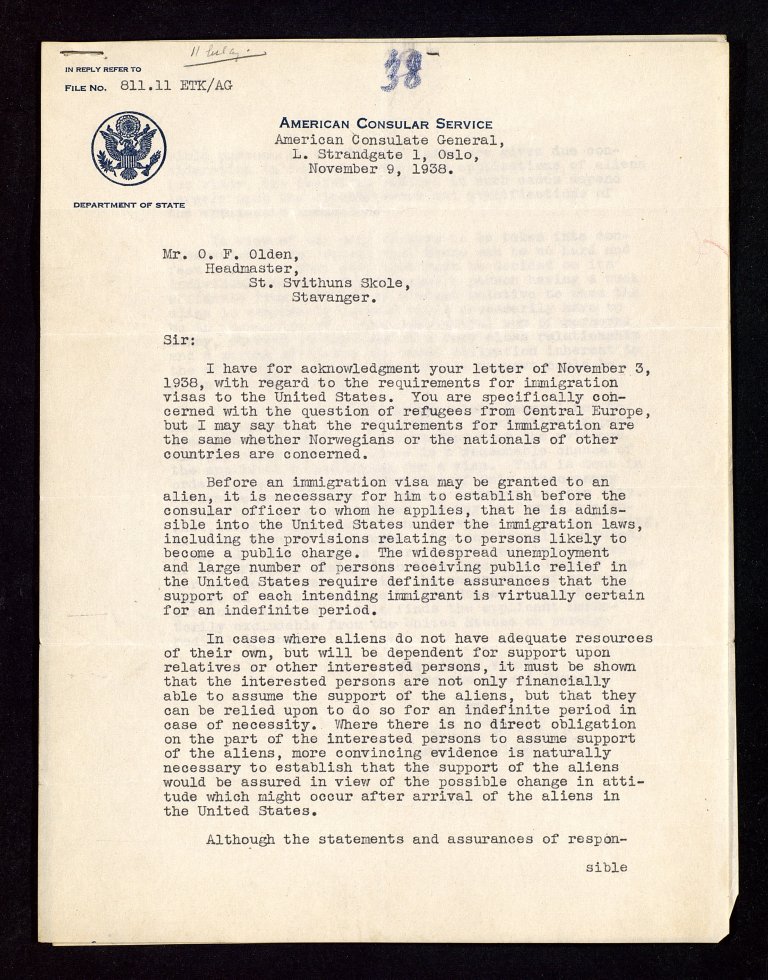 IN REPLY REFER TO
FILE NO. 811.11 ETK/AG
38
AMERICAN CONSULAR SERVICE
American Consulate General,
L. Strandgate 1, Oslo,
November 9, 1938.
DEPARTMENT OF STATE
Mr. O. F. Olden,
Headmaster,
St. Svithuns Skole,
Stavanger.
Sir:
I have for acknowledgment your letter of November 3,
1938, with regard to the requirements for immigration
visas to the United States. You are specifically con-
cerned with the question of refugees from Central Europe,
but I may say that the requirements for immigration are
the same whether Norwegians or the nationals of other
countries are concerned.
Before an immigration visa may be granted to an
alien, it is necessary for him to establish before the
consular officer to whom he applies, that he is admis-
sible into the United States under the immigration laws,
including the provisions relating to persons likely to
become a public charge. The widespread unemployment
and large number of persons receiving public relief in
the United States require definite assurances that the
support of each intending immigrant is virtually certain
for an indefinite period.
In cases where aliens do not have adequate resources
of their own, but will be dependent for support upon
relatives or other interested persons, it must be shown
that the interested persons are not only financially
able to assume the support of the aliens, but that they
can be relied upon to do so for an indefinite period in
case of necessity. Where there is no direct obligation
on the part of the interested persons to assume support
of the aliens, more convincing evidence is naturally
necessary to establish that the support of the aliens
would be assured in view of the possible change in atti-
tude which might occur after arrival of the aliens in
the United States.
Although the statements and assurances of respon-
sible